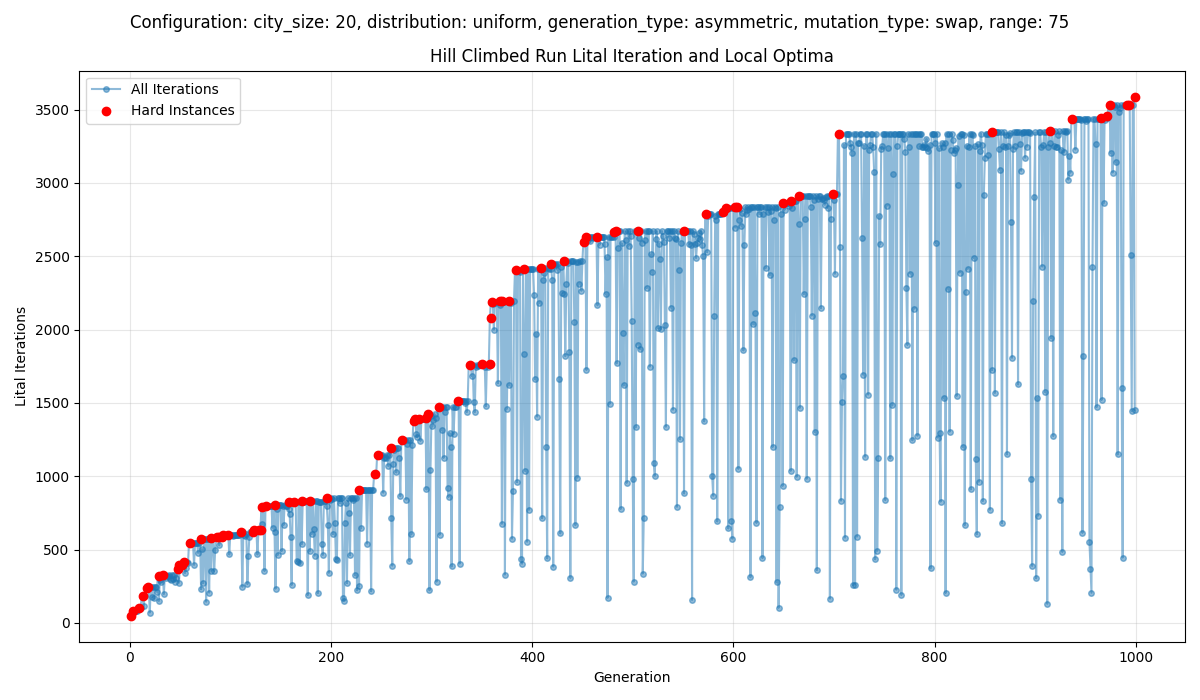 Configuration: city_size: 20, distribution: uniform, generation_type: asymmetric, mutation_type: swap, range: 75
Hill Climbed Run Lital Iteration and Local Optima
All Iterations
Hard Instances
Lital Iterations
3500
3000
2500
2000
1500
1000
500
0
0 200 400 600 800 1000
Generation